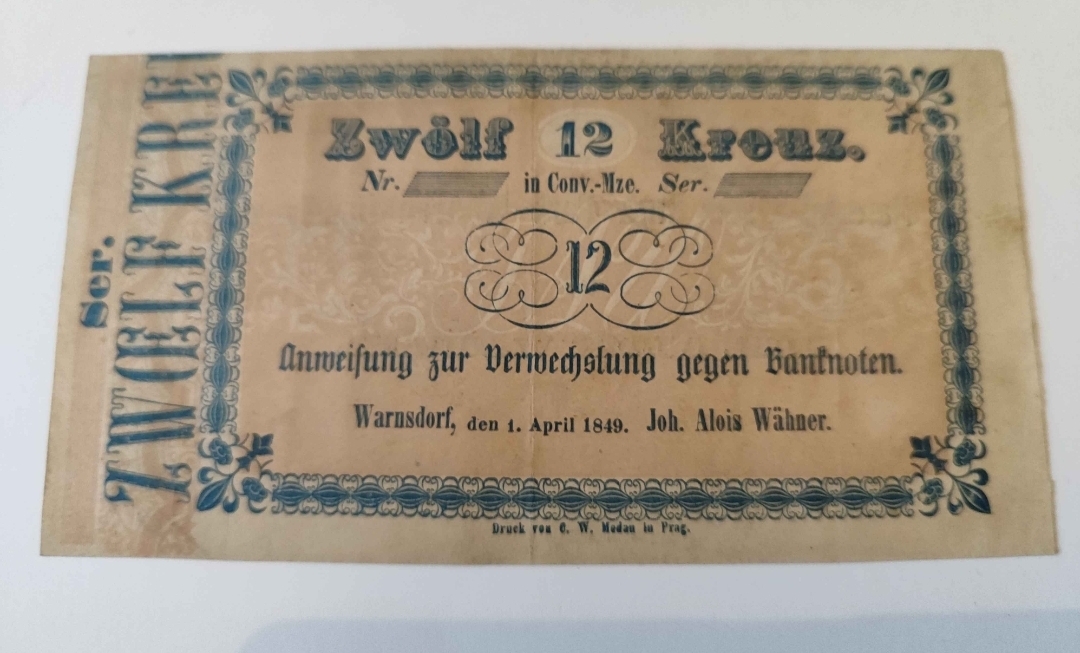 Ser.
ZWOELF KRE
Zwölf 12 Kreuz.
Nr. in Conv.-Mze. Ser.
12
Anweisung zur Verwechslung gegen Banknoten.
Warnsdorf, den 1. April 1849. Joh. Alois Wähner.
Druck von C. W. Medau in Prag.